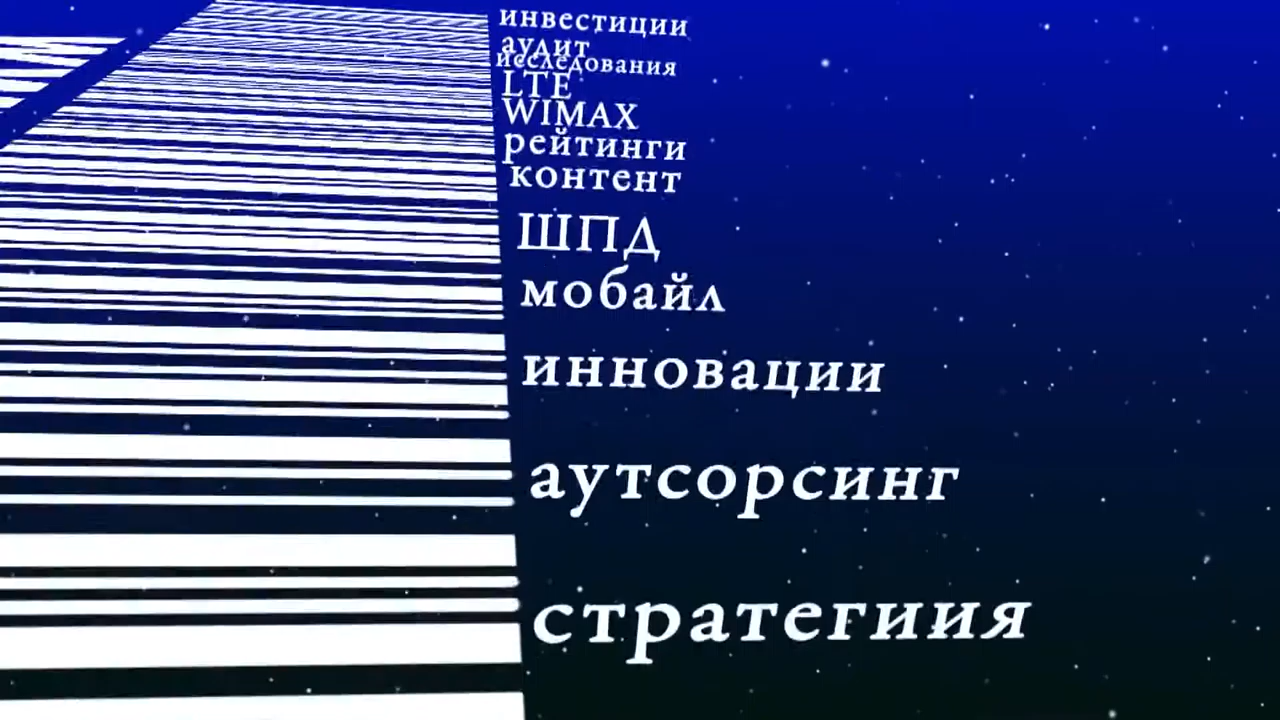 инвестиции
аудит
исследования
LTE
WIMAX
рейтинги
контент
ШПД
мобайл
инновации
аутсорсинг
стратегиия